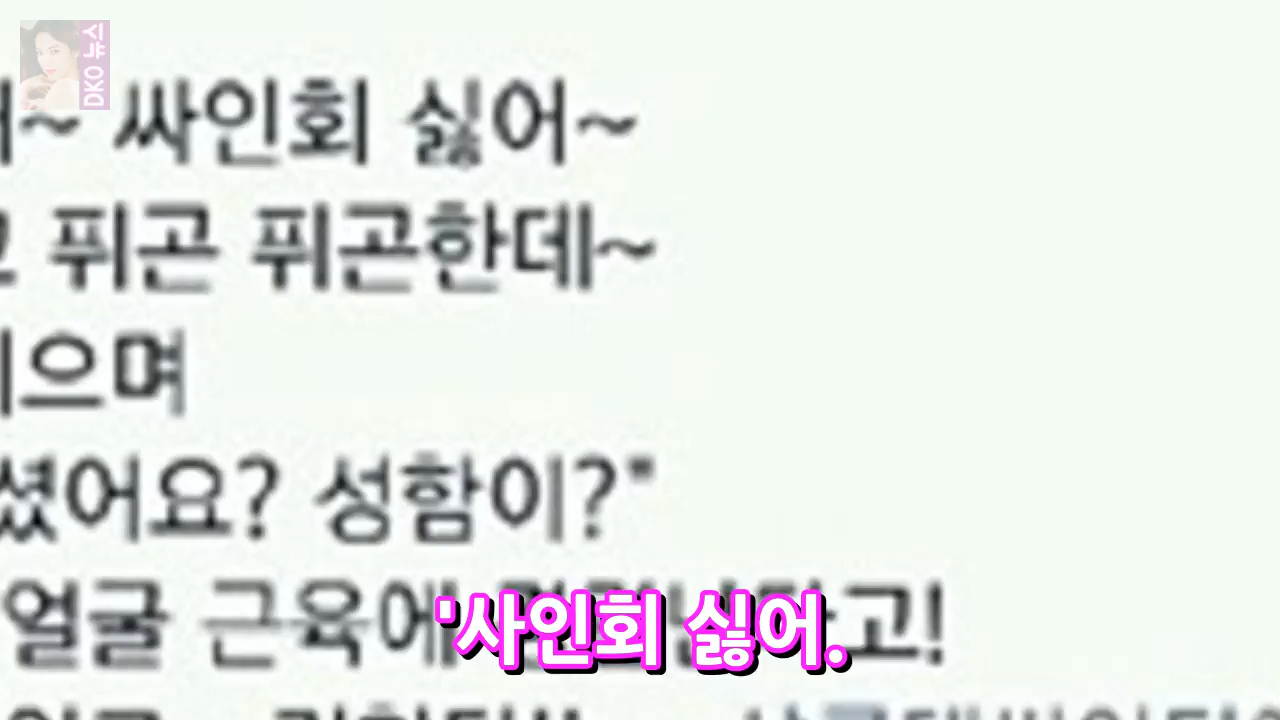 DKO 뉴스
~ 싸인회 싫어~
퓌곤 퓌곤한데~
으며
셨어요? 성함이?"
얼굴 근육에 고!
'사인회 싫어.